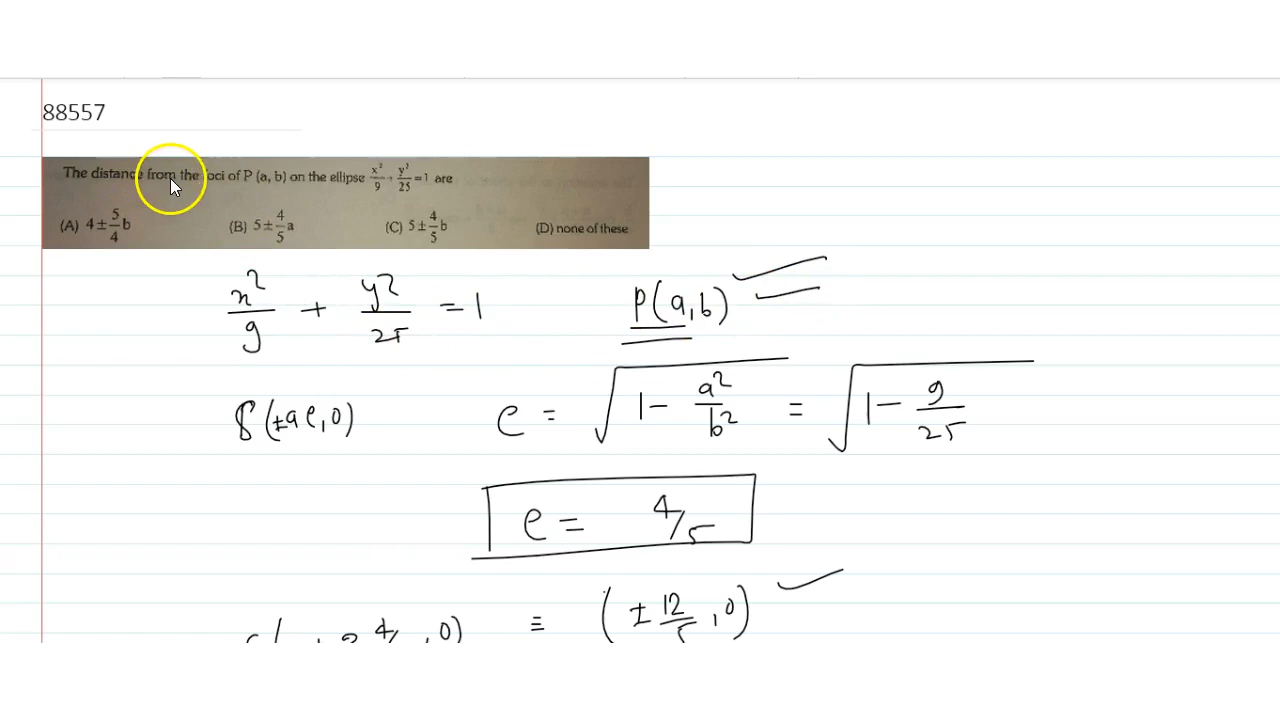 88557
The distance from the foci of P (a, b) on the ellipse x²/9 + y²/25 = 1 are
(A) 4 ± 5/4 b (B) 5 ± 4/5 a (C) 5 ± 4/5 b (D) none of these
x²/9 + y²/25 = 1 P(a,b)
S(±ae,0) e = √(1 - a²/b²) = √(1 - 9/25)
e = 4/5
4/ ,0) ≡ (±12/5, 0)